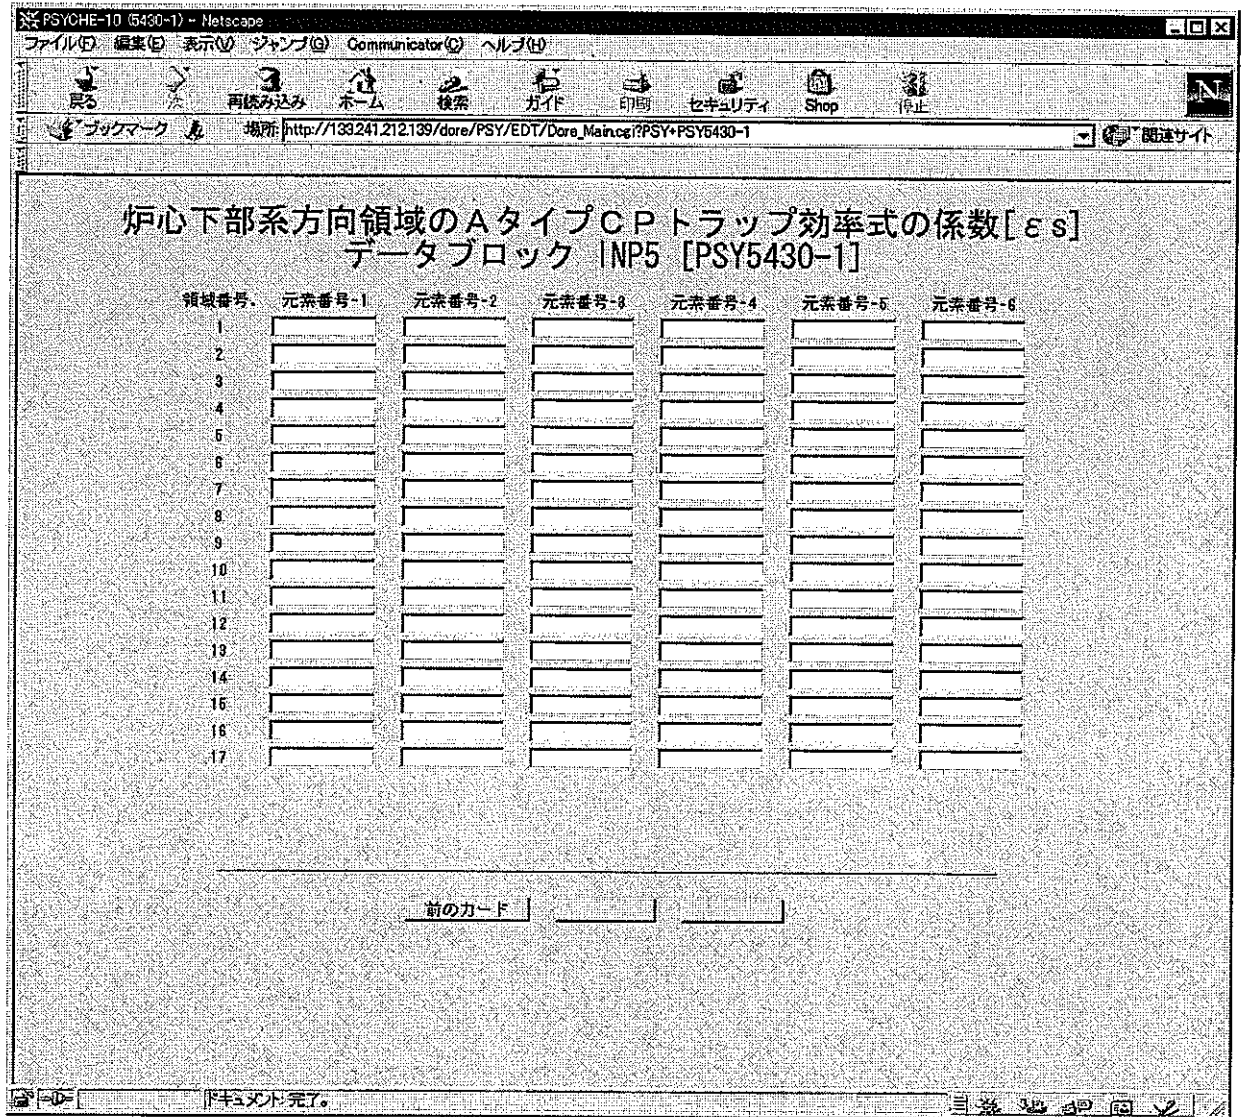 PSYCHE-10 (5430-1) - Netscape
ファイル(F) 編集(E) 表示(V) ジャンプ(G) Communicator(C) ヘルプ(H)
戻る 次 再読み込み ホーム 検索 ガイド 印刷 セキュリティ Shop 停止
N
ブックマーク 場所: http://133.241.212.139/dore/PSY/EDT/Dore_Main.cgi?PSY+PSY5430-1 関連サイト
炉心下部系方向領域のAタイプCPトラップ効率式の係数[εs]
データブロック INP5 [PSY5430-1]
領域番号. 元素番号-1 元素番号-2 元素番号-3 元素番号-4 元素番号-5 元素番号-6
1
2
3
4
5
6
7
8
9
10
11
12
13
14
15
16
17
前のカード
ドキュメント: 完了。